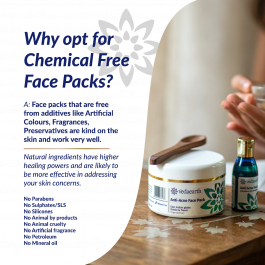 Why opt for
Chemical Free
Face Packs?
A: Face packs that are free
from additives like Artificial
Colours, Fragrances,
Preservatives are kind on the
skin and work very well.
Natural ingredients have higher
healing powers and are likely to
be more effective in addressing
your skin concerns.
No Parabons
No Sulphates/SLS
No Silicones
No Animal by products
No Animal cruelty
No Artificial fragrance
No Petroleum
No Mineral oil
redearth
Anti-Acne Face Pack